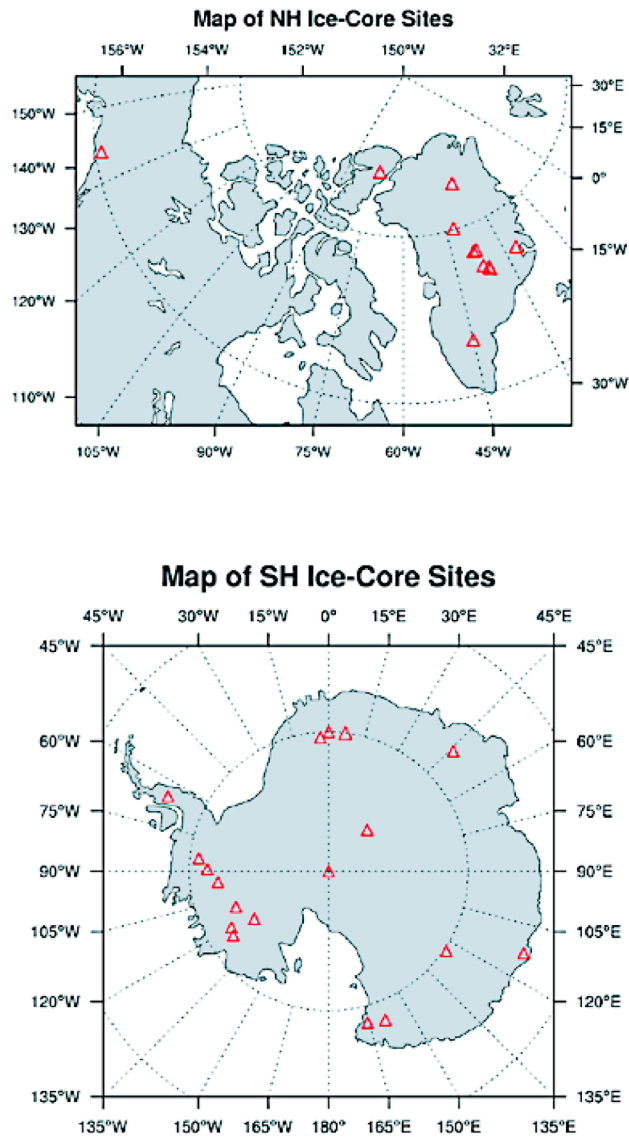 Map of NH Ice-Core Sites
156°W 154°W 152°W 150°W 32°E
150°W 30°E
140°W 15°E
130°W 0°
120°W 15°W
110°W 30°W
105°W 90°W 75°W 60°W 45°W
Map of SH Ice-Core Sites
45°W 30°W 15°W 0° 15°E 30°E 45°E
45°W 45°E
60°W 60°E
75°W 75°E
90°W 90°E
105°W 105°E
120°W 120°E
135°W 135°E
135°W 150°W 165°W 180° 165°E 150°E 135°E